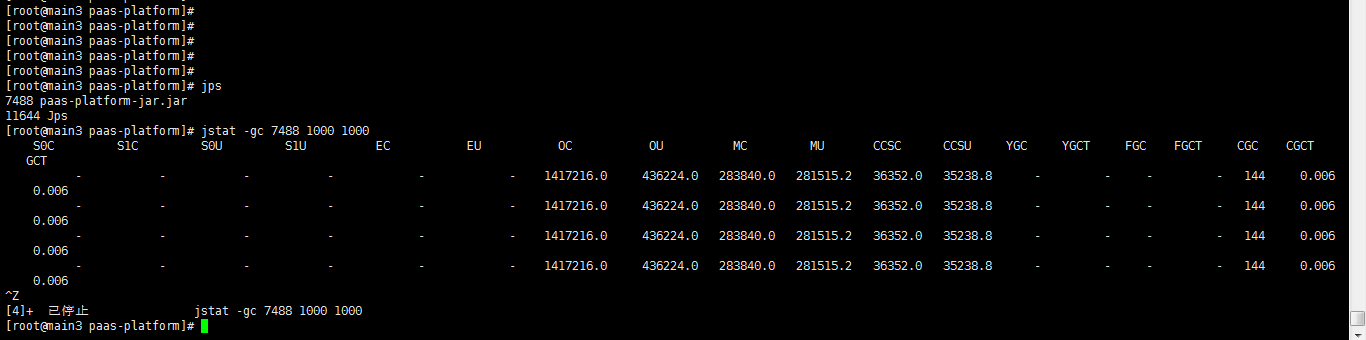 [root@main3 paas-platform]#
[root@main3 paas-platform]#
[root@main3 paas-platform]#
[root@main3 paas-platform]#
[root@main3 paas-platform]#
[root@main3 paas-platform]# jps
7488 paas-platform-jar.jar
11644 Jps
[root@main3 paas-platform]# jstat -gc 7488 1000 1000
S0C S1C S0U S1U EC EU OC OU MC MU CCSC CCSU YGC YGCT FGC FGCT CGC CGCT
GCT
- - - - - - 1417216.0 436224.0 283840.0 281515.2 36352.0 35238.8 - - - - 144 0.006
0.006
- - - - - - 1417216.0 436224.0 283840.0 281515.2 36352.0 35238.8 - - - - 144 0.006
0.006
- - - - - - 1417216.0 436224.0 283840.0 281515.2 36352.0 35238.8 - - - - 144 0.006
0.006
- - - - - - 1417216.0 436224.0 283840.0 281515.2 36352.0 35238.8 - - - - 144 0.006
0.006
^Z
[4]+ 已停止 jstat -gc 7488 1000 1000
[root@main3 paas-platform]#